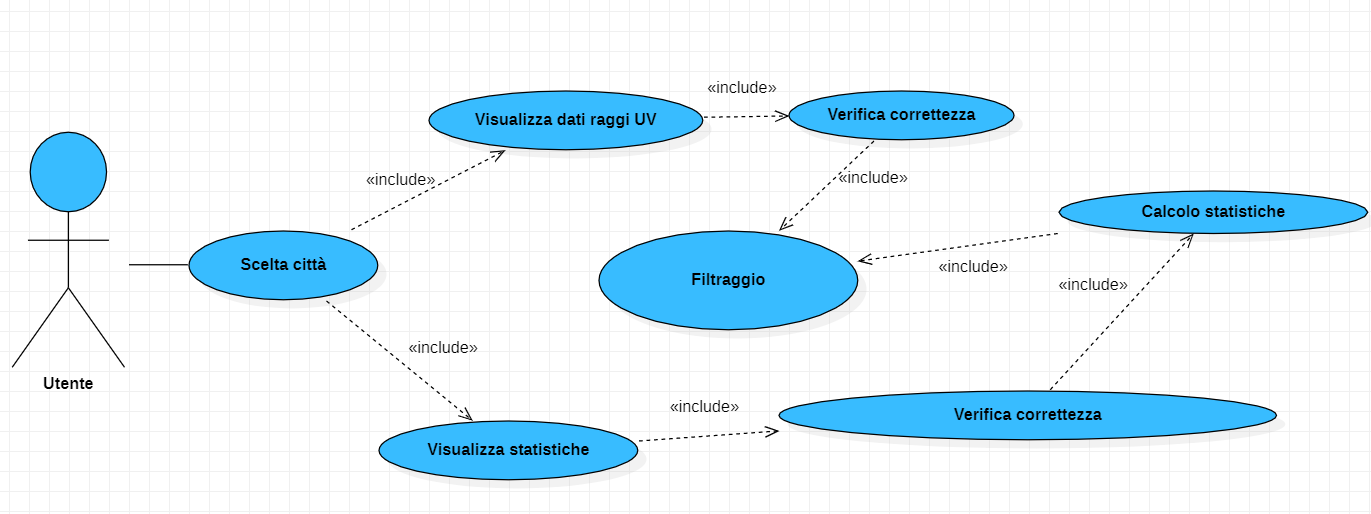 «include»
Visualizza dati raggi UV
Verifica correttezza
«include»
«include»
Calcolo statistiche
Scelta città
Filtraggio
«include»
«include»
«include»
Utente
«include»
Verifica correttezza
Visualizza statistiche